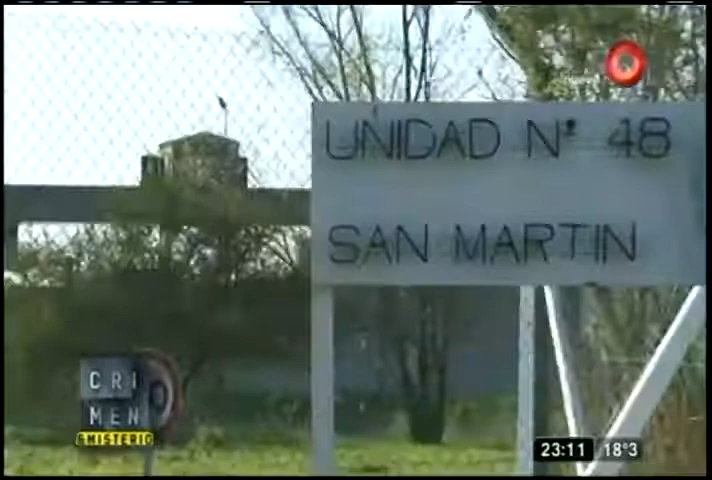 UNIDAD Nº 48
SAN MARTIN
CRI
MEN
&MISTERIO
23:11 18°3